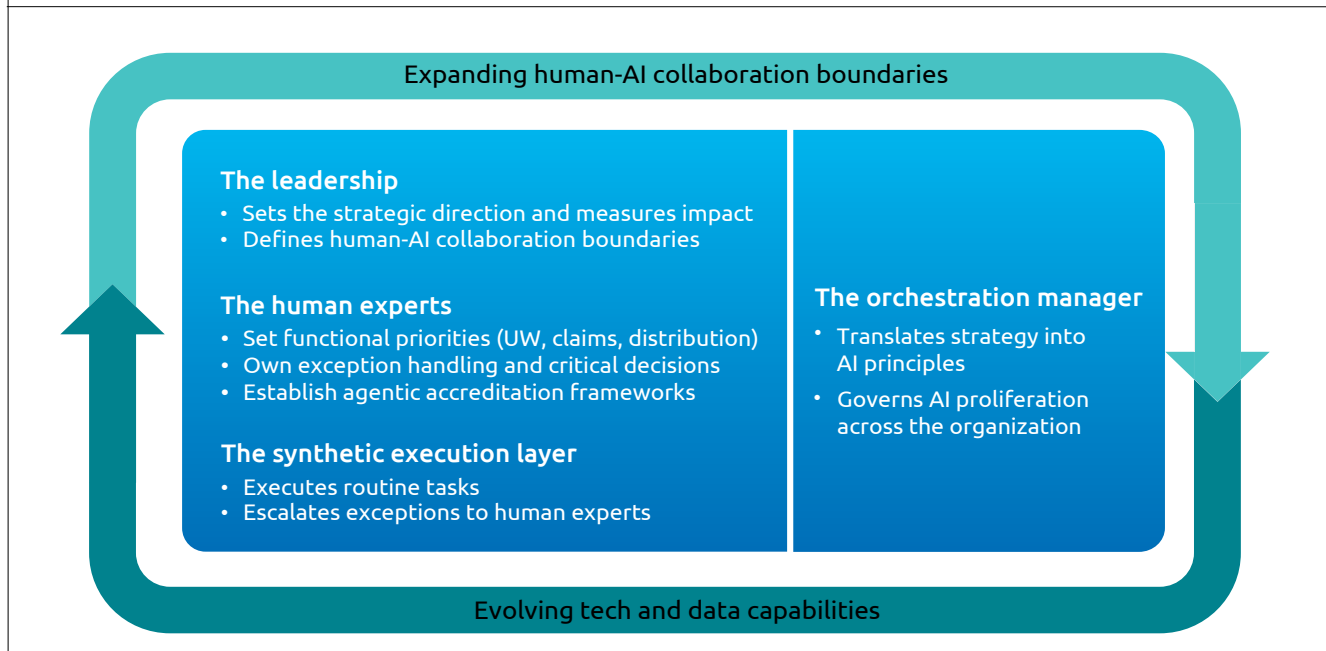 Expanding human-AI collaboration boundaries
The leadership
• Sets the strategic direction and measures impact
• Defines human-AI collaboration boundaries
The human experts
• Set functional priorities (UW, claims, distribution)
• Own exception handling and critical decisions
• Establish agentic accreditation frameworks
The synthetic execution layer
• Executes routine tasks
• Escalates exceptions to human experts
The orchestration manager
• Translates strategy into
AI principles
• Governs AI proliferation
across the organization
Evolving tech and data capabilities